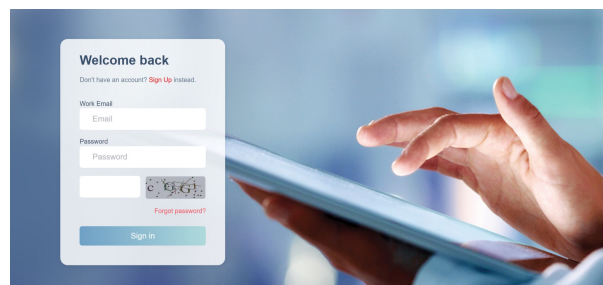 Welcome back
Don't have an account? Sign Up instead.
Work Email
Email
Password
Password
Forgot password?
Sign in